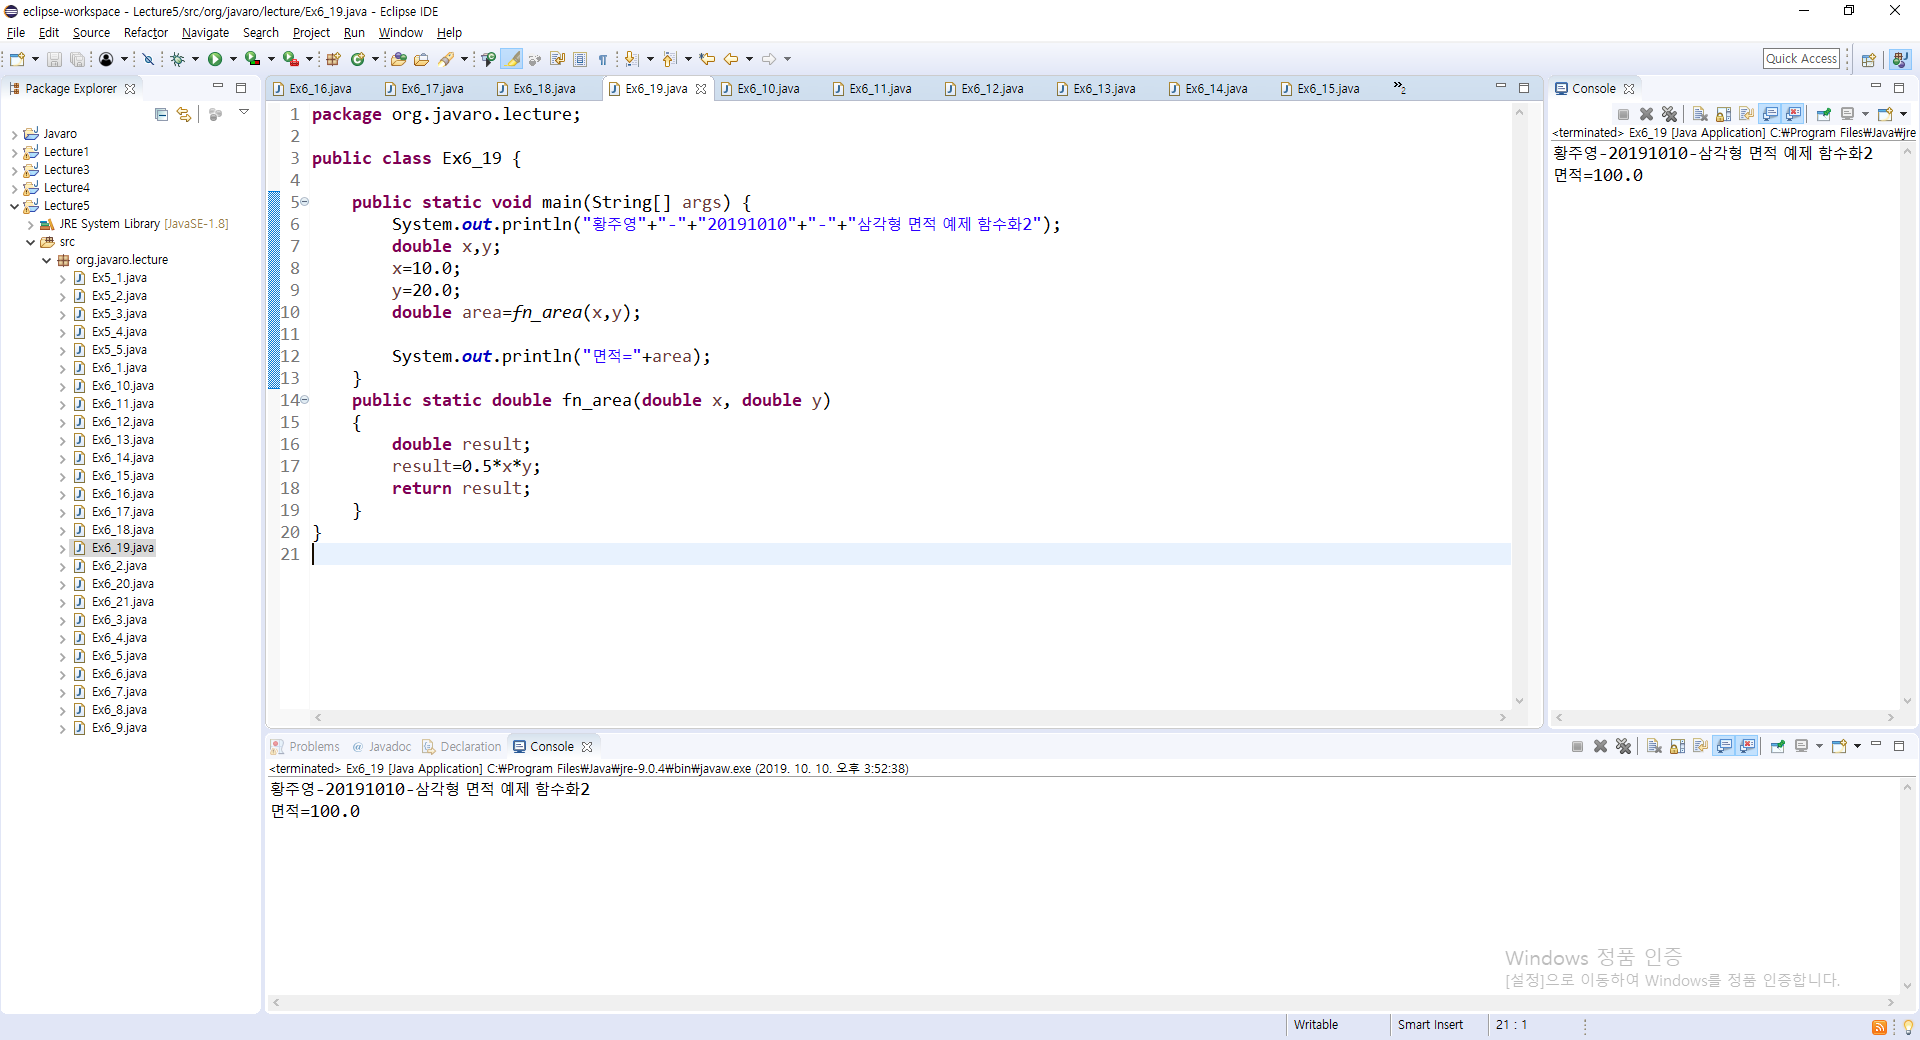 eclipse-workspace - Lecture5/src/org/javaro/lecture/Ex6_19.java - Eclipse IDE
File Edit Source Refactor Navigate Search Project Run Window Help
Quick Access
Package Explorer
Javaro
Lecture1
Lecture3
Lecture4
Lecture5
JRE System Library [JavaSE-1.8]
src
org.javaro.lecture
Ex5_1.java
Ex5_2.java
Ex5_3.java
Ex5_4.java
Ex5_5.java
Ex6_1.java
Ex6_10.java
Ex6_11.java
Ex6_12.java
Ex6_13.java
Ex6_14.java
Ex6_15.java
Ex6_16.java
Ex6_17.java
Ex6_18.java
Ex6_19.java
Ex6_2.java
Ex6_20.java
Ex6_21.java
Ex6_3.java
Ex6_4.java
Ex6_5.java
Ex6_6.java
Ex6_7.java
Ex6_8.java
Ex6_9.java
Ex6_16.java Ex6_17.java Ex6_18.java Ex6_19.java Ex6_10.java Ex6_11.java Ex6_12.java Ex6_13.java Ex6_14.java Ex6_15.java »2
1 package org.javaro.lecture;
2
3 public class Ex6_19 {
4
5 public static void main(String[] args) {
6 System.out.println("황주영"+"-"+"20191010"+"-"+"삼각형 면적 예제 함수화2");
7 double x,y;
8 x=10.0;
9 y=20.0;
10 double area=fn_area(x,y);
11
12 System.out.println("면적="+area);
13 }
14 public static double fn_area(double x, double y)
15 {
16 double result;
17 result=0.5*x*y;
18 return result;
19 }
20 }
21
Console
<terminated> Ex6_19 [Java Application] C:₩Program Files₩Java₩jre
황주영-20191010-삼각형 면적 예제 함수화2
면적=100.0
Problems @ Javadoc Declaration Console
<terminated> Ex6_19 [Java Application] C:₩Program Files₩Java₩jre-9.0.4₩bin₩javaw.exe (2019. 10. 10. 오후 3:52:38)
황주영-20191010-삼각형 면적 예제 함수화2
면적=100.0
Windows 정품 인증
[설정]으로 이동하여 Windows를 정품 인증합니다.
Writable Smart Insert 21 : 1